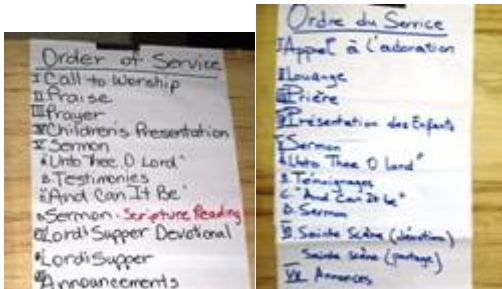 Order of Service
I Call to Worship
II Praise
III Prayer
IV Children's Presentation
V Sermon
A. "Unto Thee, O Lord"
B. Testimonies
C. "And Can It Be"
D. Sermon - Scripture Reading
VI Lord's Supper Devotional
Lord's Supper
Announcements
Ordre du Service
I Appel à l'adoration
II Louange
III Prière
IV Présentation des Enfants
V Sermon
A. "Unto Thee O Lord"
B. Témoignages
C. "And Can It be"
D. Sermon
VI Sainte Scène (dévotion)
Sainte Scène (partage)
VII Annonces